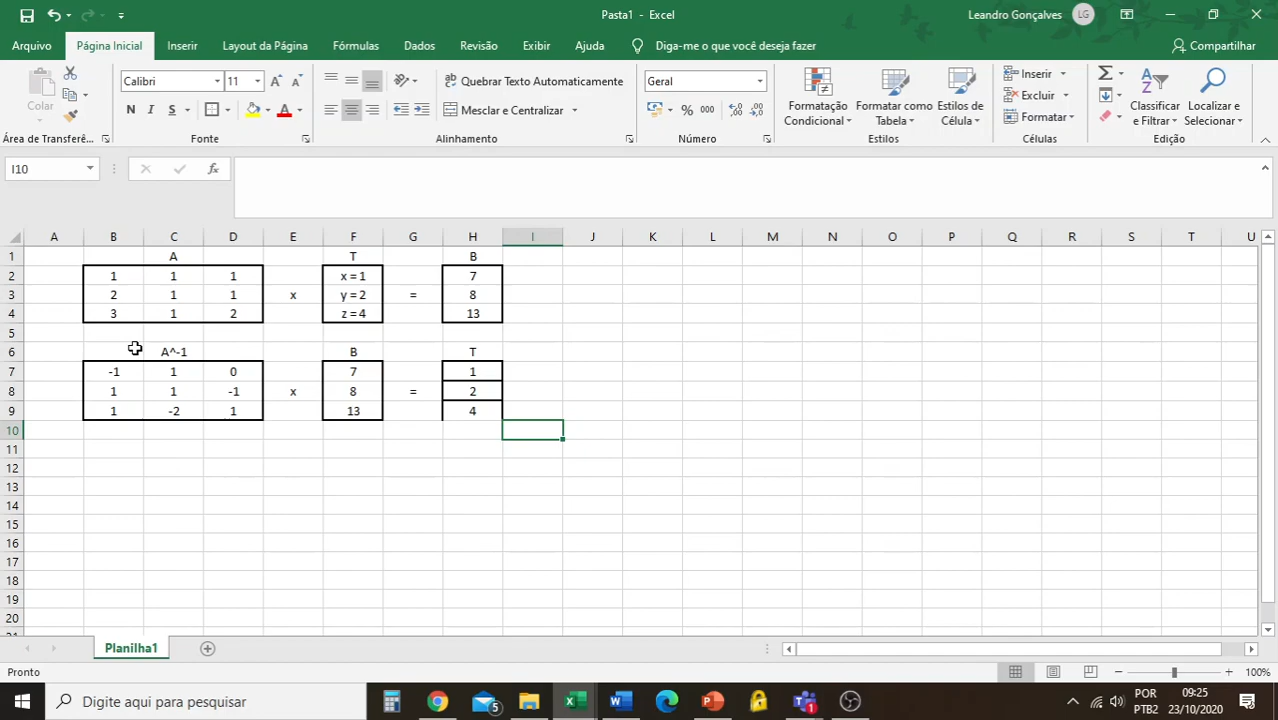 Pasta1 - Excel
Leandro Gonçalves LG
Arquivo Página Inicial Inserir Layout da Página Fórmulas Dados Revisão Exibir Ajuda Diga-me o que você deseja fazer Compartilhar
Colar
Calibri 11
N I S
Quebrar Texto Automaticamente
Mesclar e Centralizar
Geral
% 000
Formatação Condicional
Formatar como Tabela
Estilos de Célula
Inserir
Excluir
Formatar
Classificar e Filtrar
Localizar e Selecionar
Área de Transferê... Fonte Alinhamento Número Estilos Células Edição
I10 fx
A B C D E F G H I J K L M N O P Q R S T U
1 A T B
2 1 1 1 x = 1 7
3 2 1 1 x y = 2 = 8
4 3 1 2 z = 4 13
5
6 A^-1 B T
7 -1 1 0 7 1
8 1 1 -1 x 8 = 2
9 1 -2 1 13 4
10
11
12
13
14
15
16
17
18
19
20
21
Planilha1
Pronto 100%
Digite aqui para pesquisar 5 1 POR 09:25
PTB2 23/10/2020